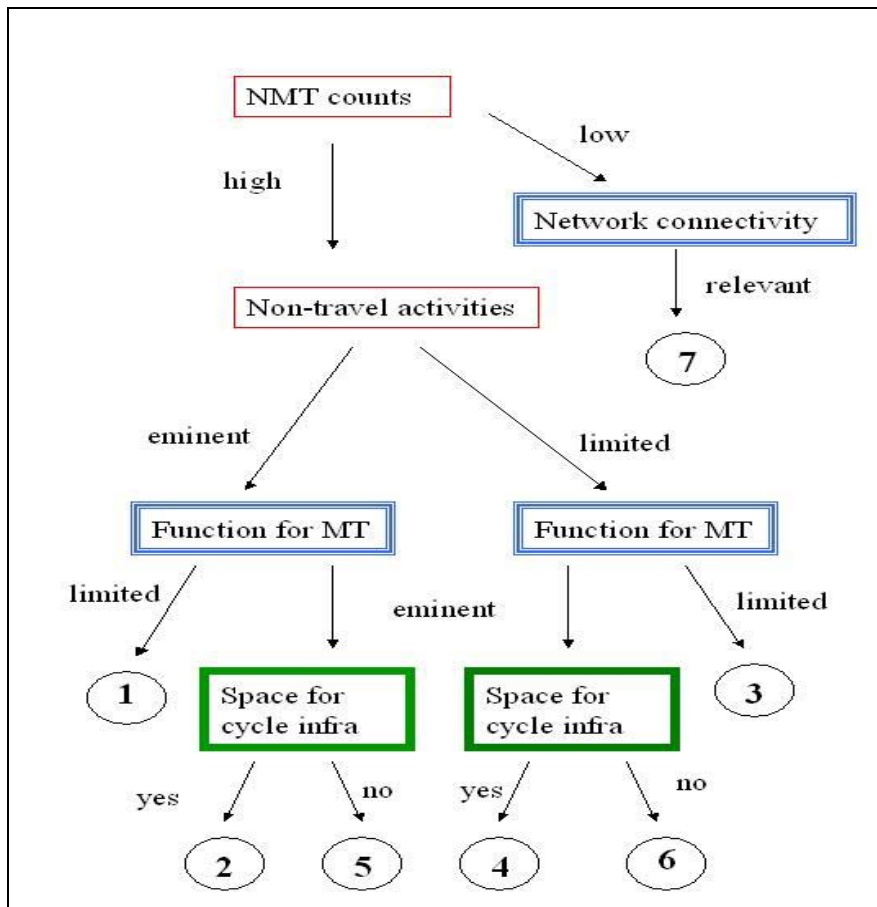 NMT counts
low
high
Network connectivity
relevant
Non-travel activities
7
eminent
limited
Function for MT
Function for MT
limited
eminent
limited
1
Space for
cycle infra
Space for
cycle infra
3
yes
no
yes
no
2
5
4
6